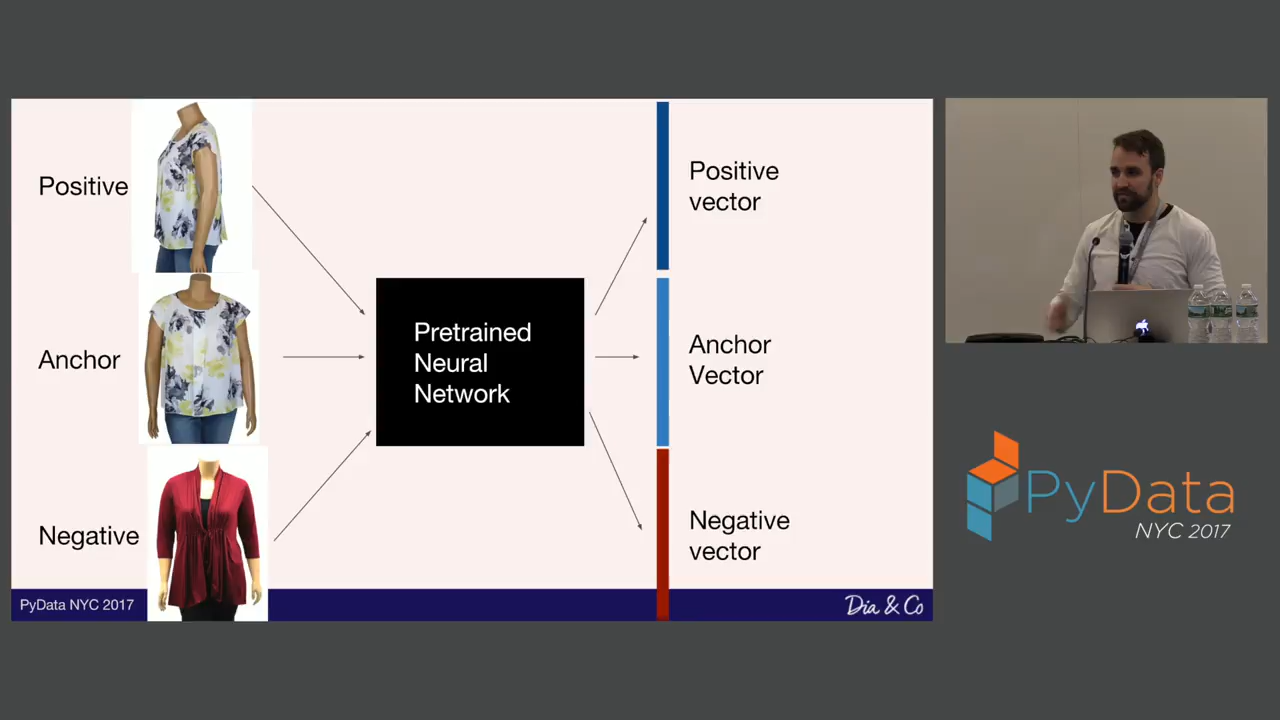 Positive
Anchor
Negative
Pretrained
Neural
Network
Positive
vector
Anchor
Vector
Negative
vector
PyData NYC 2017
Dia & Co
PyData
NYC 2017